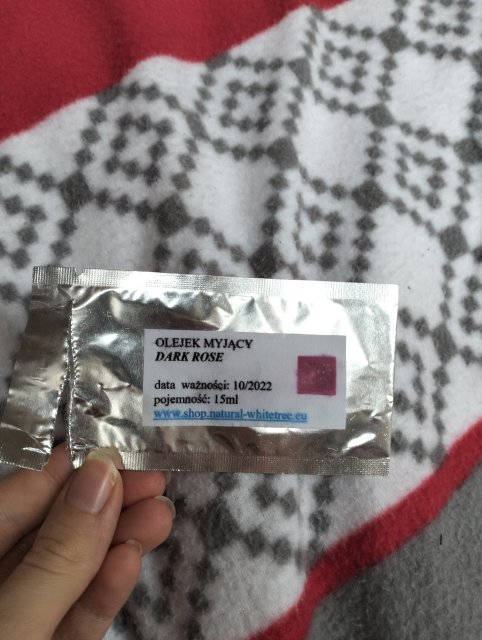 OLEJEK MYJĄCY
DARK ROSE
data ważności: 10/2022
pojemność: 15ml
www.shop.natural-whitetree.eu